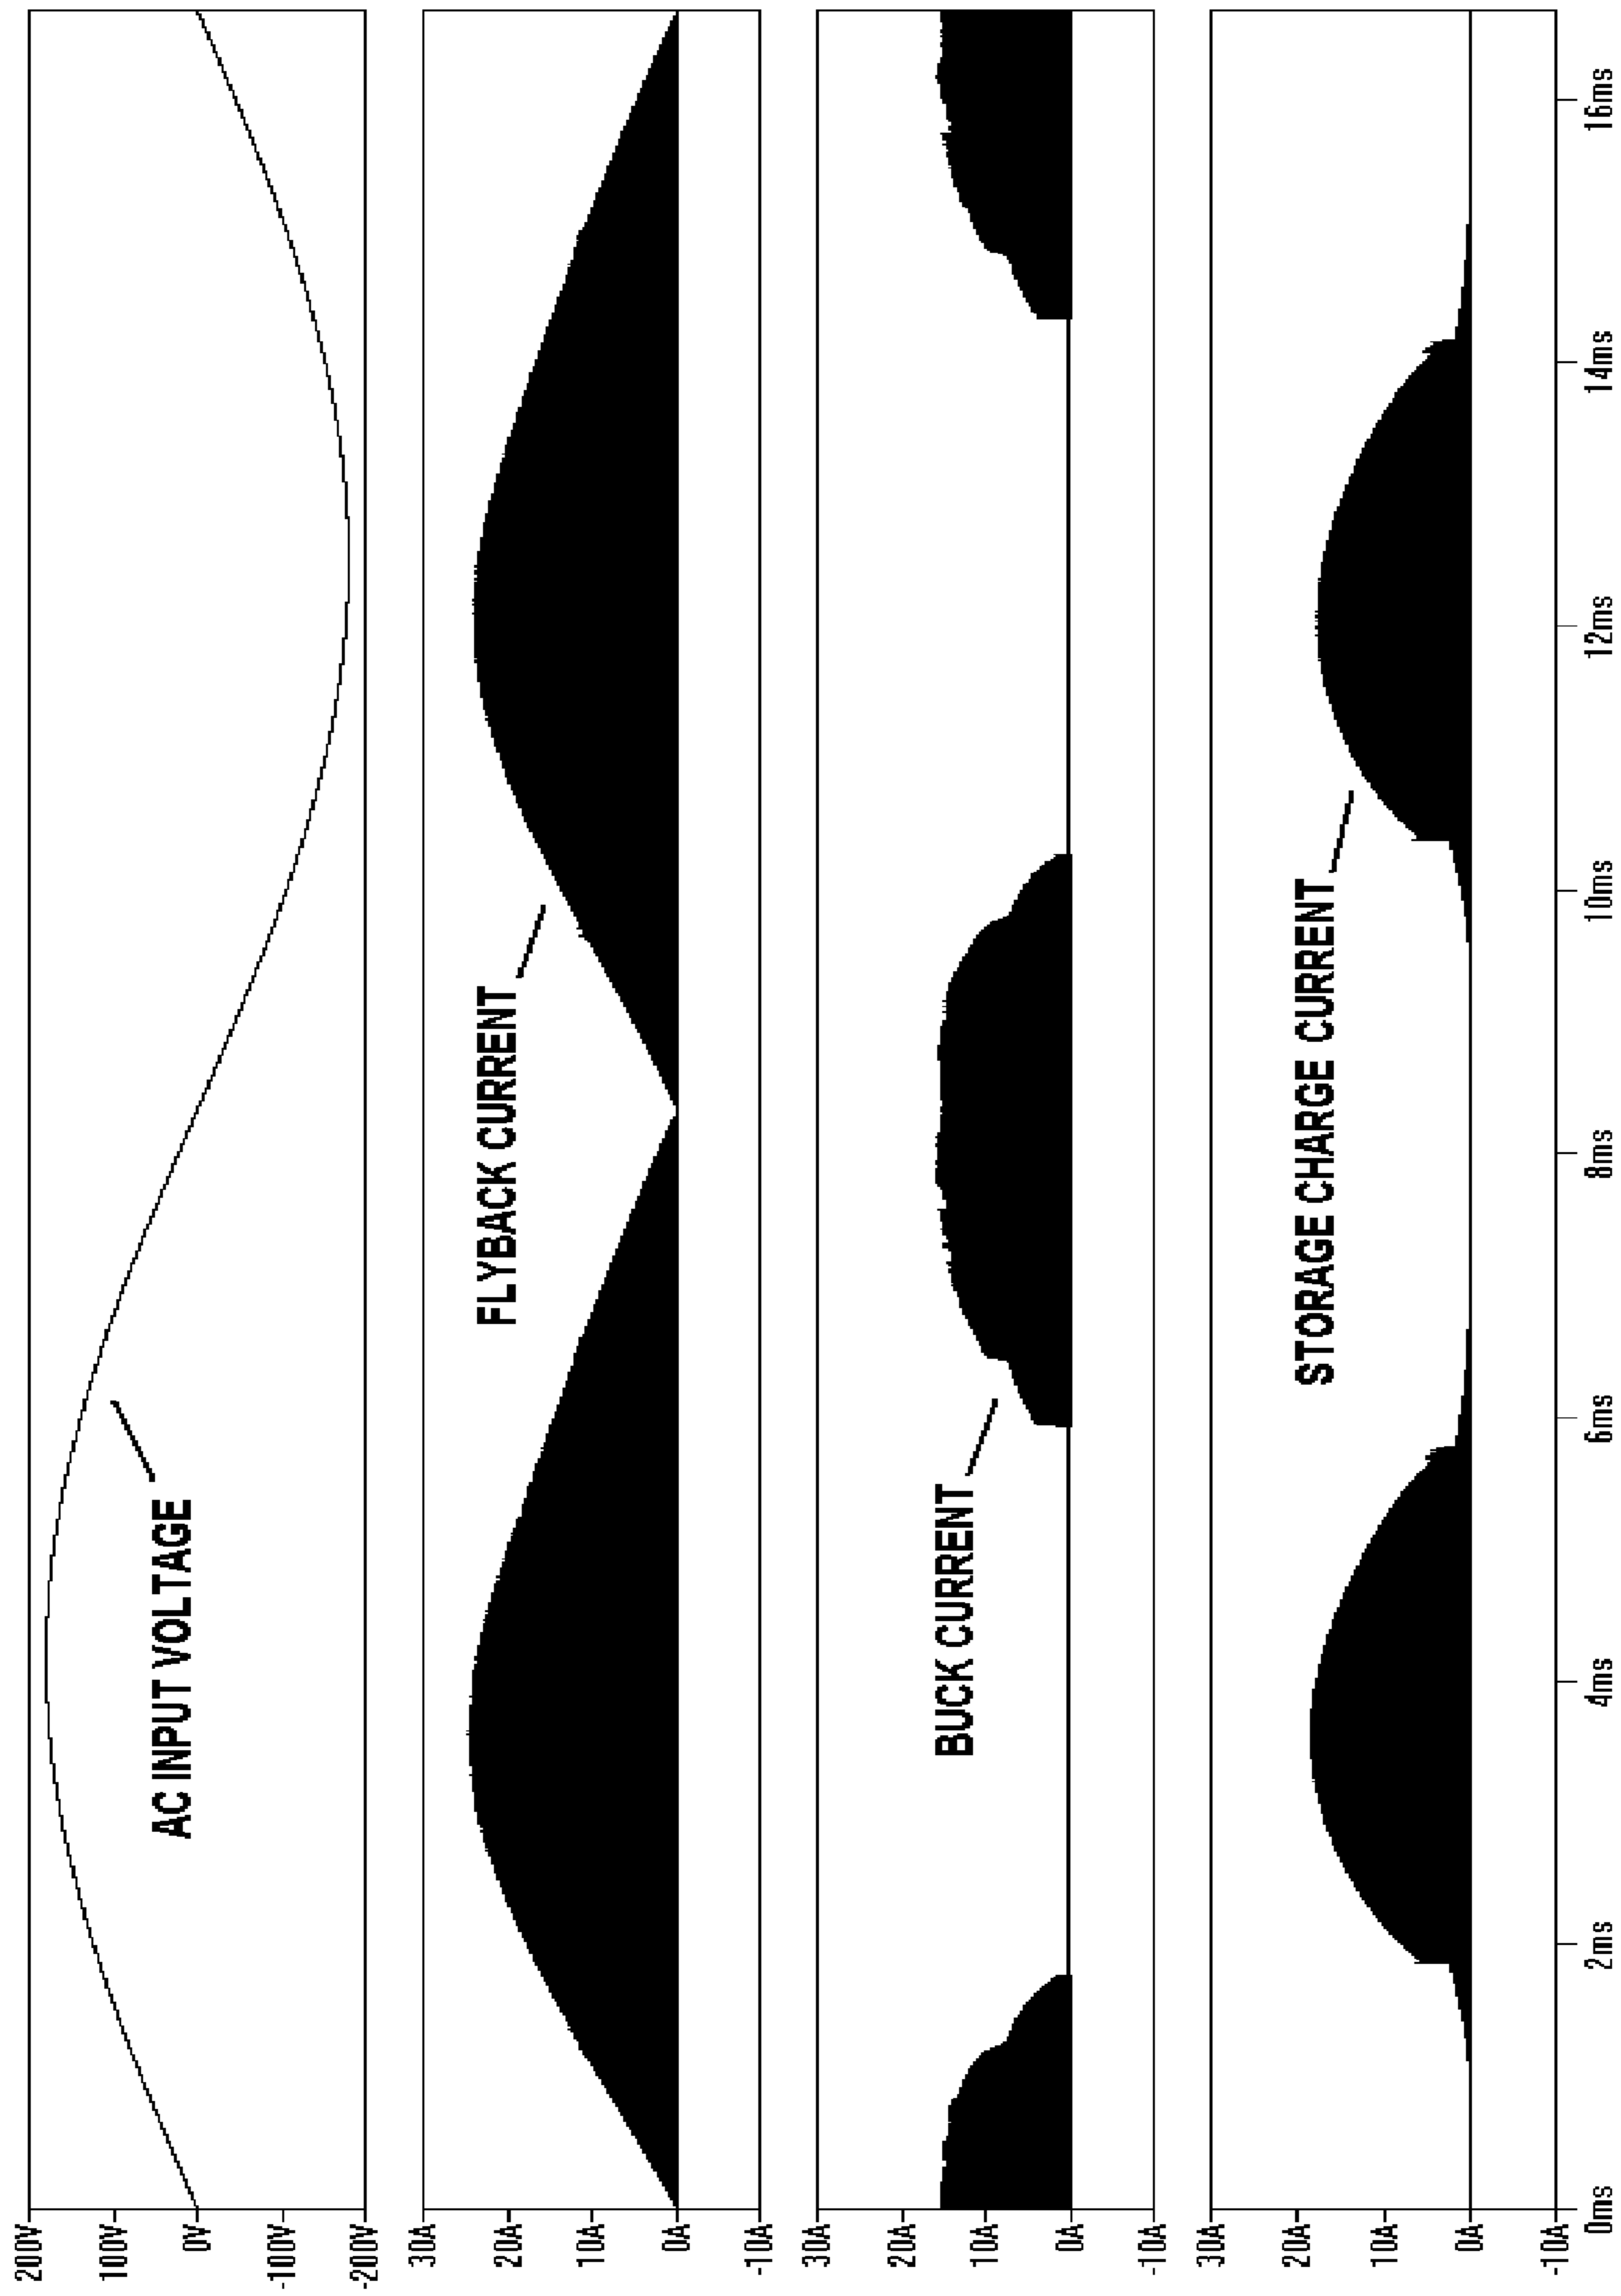 200V
100V
0V
-100V
-200V
AC INPUT VOLTAGE
30A
20A
10A
0A
-10A
FLYBACK CURRENT
30A
20A
10A
0A
-10A
BUCK CURRENT
30A
20A
10A
0A
-10A
STORAGE CHARGE CURRENT
0ms 2ms 4ms 6ms 8ms 10ms 12ms 14ms 16ms